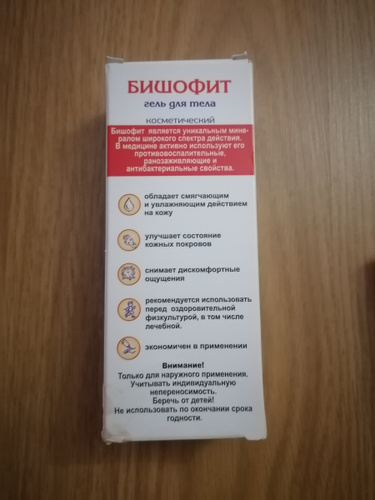 БИШОФИТ
гель для тела
косметический
Бишофит является уникальным мине-
ралом широкого спектра действия.
В медицине активно используют его
противовоспалительные,
ранозаживляющие и
антибактериальные свойства.
обладает смягчающим
и увлажняющим действием
на кожу
улучшает состояние
кожных покровов
снимает дискомфортные
ощущения
рекомендуется использовать
перед оздоровительной
физкультурой, в том числе
лечебной.
экономичен в применении
Внимание!
Только для наружного применения.
Учитывать индивидуальную
непереносимость.
Беречь от детей!
Не использовать по окончании срока
годности.